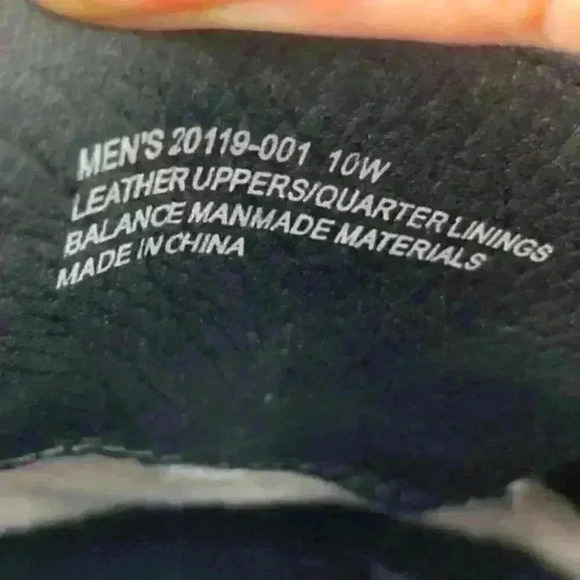 MEN'S 20119-001 10W
LEATHER UPPERS/QUARTER LININGS
BALANCE MANMADE MATERIALS
MADE IN CHINA